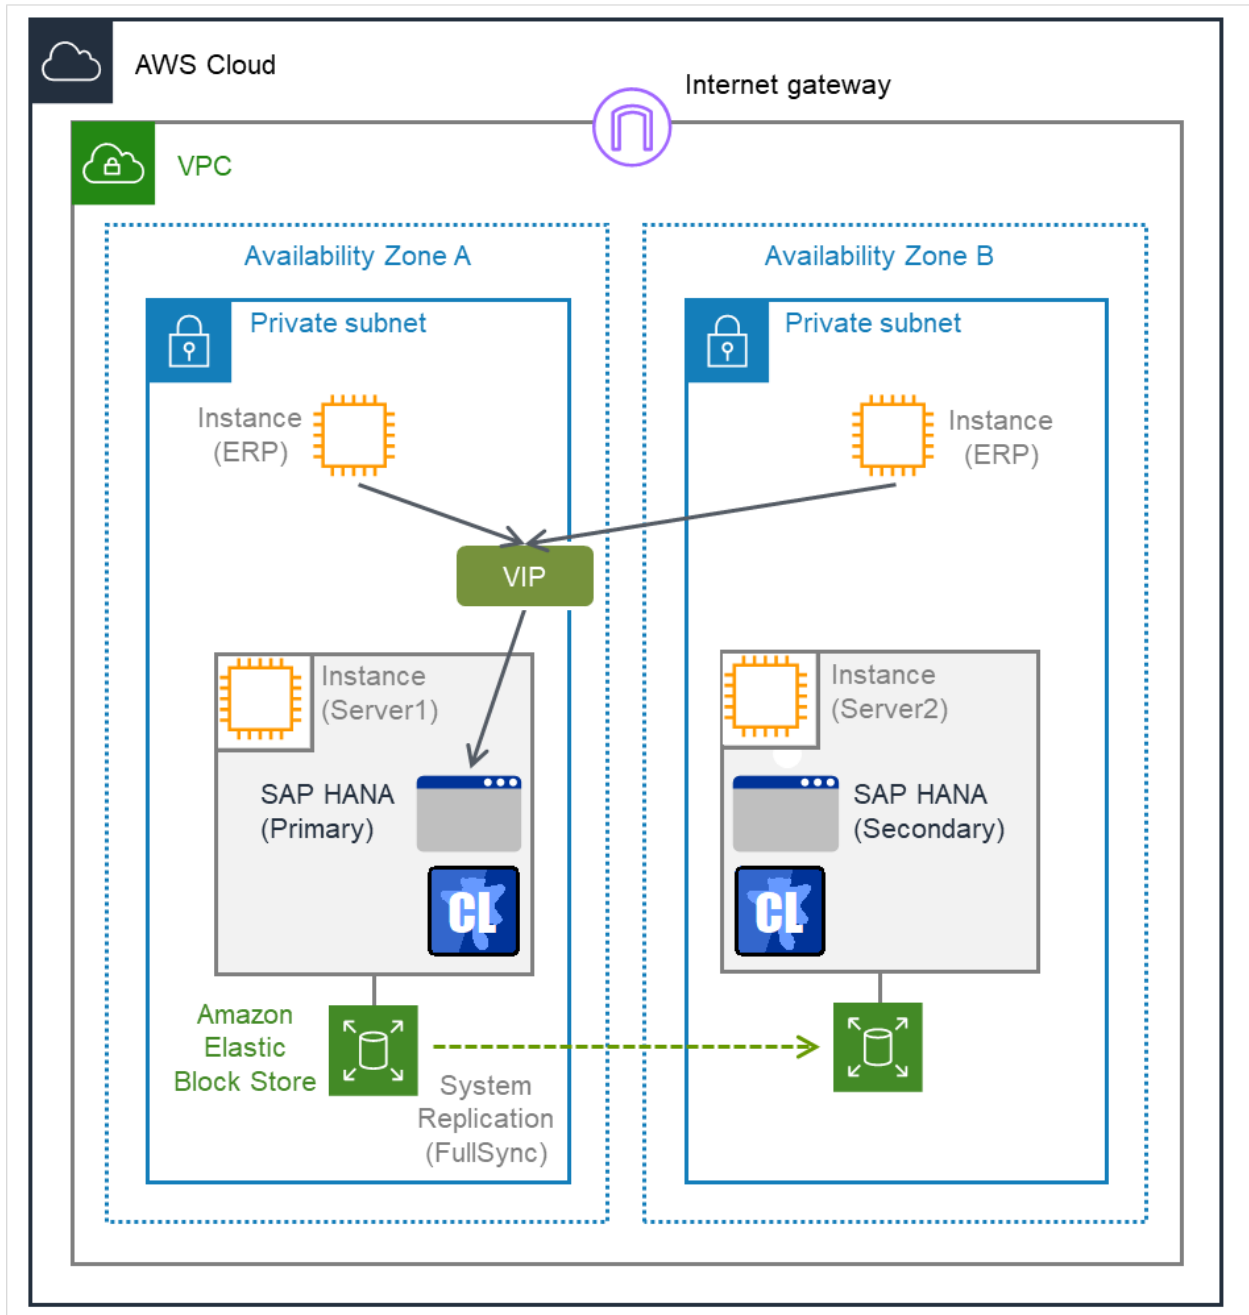 AWS Cloud
Internet gateway
VPC
Availability Zone A
Availability Zone B
Private subnet
Private subnet
Instance
(ERP)
Instance
(ERP)
VIP
Instance
(Server1)
Instance
(Server2)
SAP HANA
(Primary)
SAP HANA
(Secondary)
CL
CL
Amazon
Elastic
Block Store
System
Replication
(FullSync)